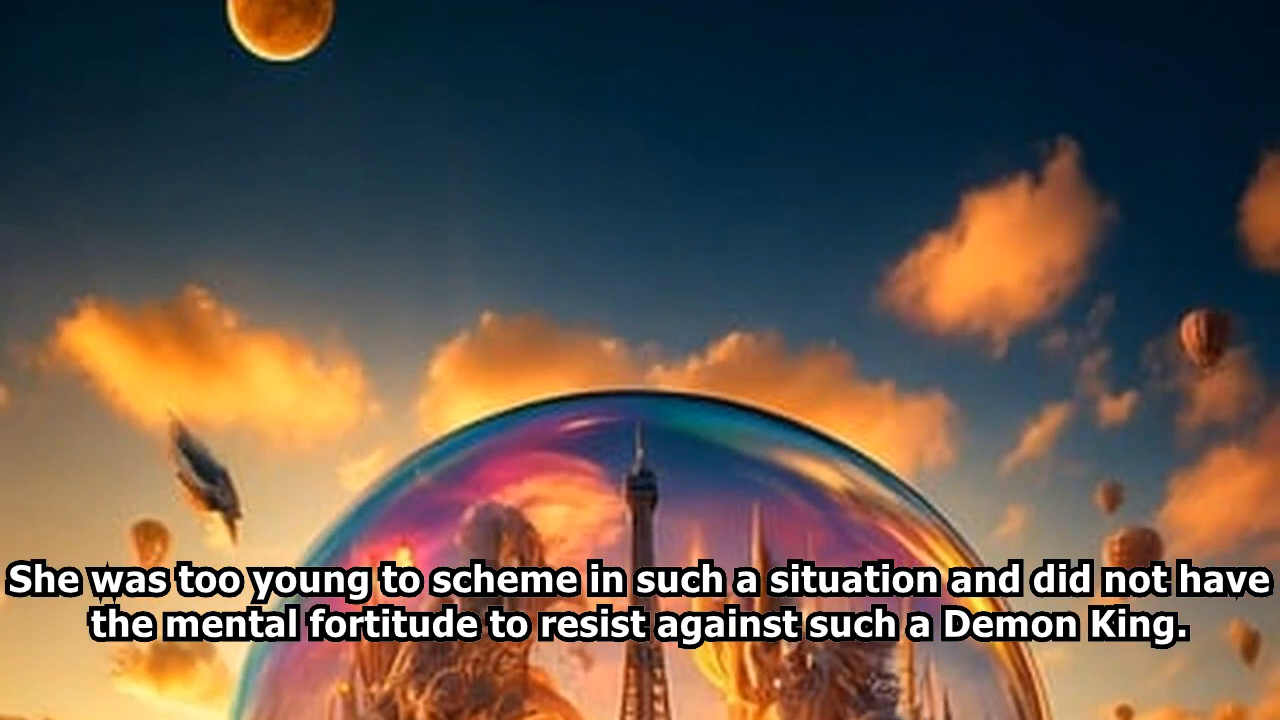 She was too young to scheme in such a situation and did not have
the mental fortitude to resist against such a Demon King.